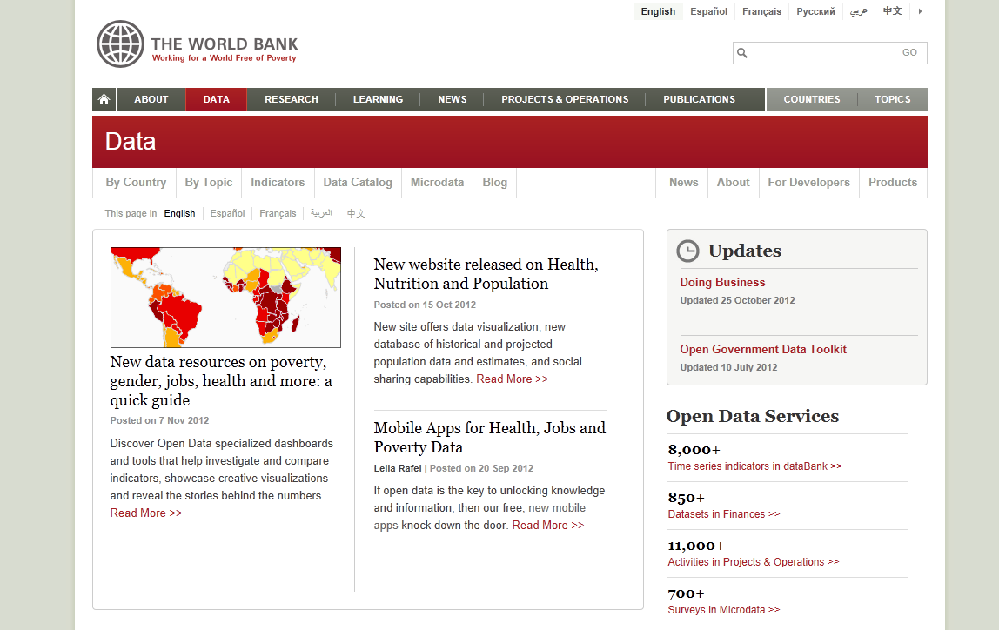 English Español Français Русский عربي 中文
THE WORLD BANK
Working for a World Free of Poverty
GO
ABOUT DATA RESEARCH LEARNING NEWS PROJECTS & OPERATIONS PUBLICATIONS COUNTRIES TOPICS
Data
By Country By Topic Indicators Data Catalog Microdata Blog News About For Developers Products
This page in English Español Français العربية 中文
New data resources on poverty,
gender, jobs, health and more: a
quick guide
Posted on 7 Nov 2012
Discover Open Data specialized dashboards
and tools that help investigate and compare
indicators, showcase creative visualizations
and reveal the stories behind the numbers.
Read More >>
New website released on Health,
Nutrition and Population
Posted on 15 Oct 2012
New site offers data visualization, new
database of historical and projected
population data and estimates, and social
sharing capabilities. Read More >>
Mobile Apps for Health, Jobs and
Poverty Data
Leila Rafei | Posted on 20 Sep 2012
If open data is the key to unlocking knowledge
and information, then our free, new mobile
apps knock down the door. Read More >>
Updates
Doing Business
Updated 25 October 2012
Open Government Data Toolkit
Updated 10 July 2012
Open Data Services
8,000+
Time series indicators in dataBank >>
850+
Datasets in Finances >>
11,000+
Activities in Projects & Operations >>
700+
Surveys in Microdata >>